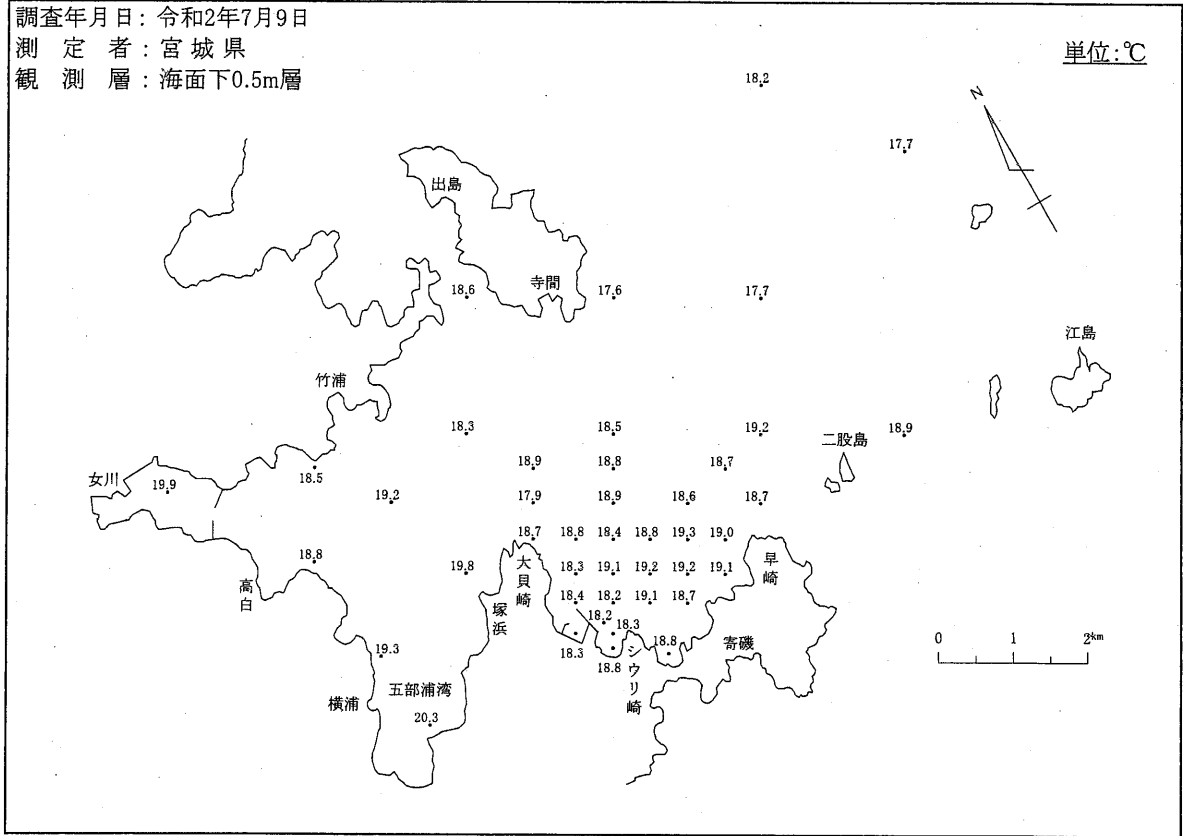 調査年月日：令和2年7月9日
測定者：宮城県
観測層：海面下0.5m層
単位：℃
18.2
N
17.7
出島
寺間
18.6
17.6
17.7
江島
竹浦
18.3
18.5
19.2
18.9
二股島
18.9
18.8
18.7
女川
19.9
18.5
19.2
17.9
18.9
18.6
18.7
18.7
18.8
18.4
18.8
19.3
19.0
18.8
19.8
大貝崎
18.3
19.1
19.2
19.2
19.1
早崎
高白
塚浜
18.4
18.2
19.1
18.7
18.2
18.3
18.3
18.8
シウリ崎
18.8
寄磯
0 1 2km
19.3
五部浦湾
横浦
20.3